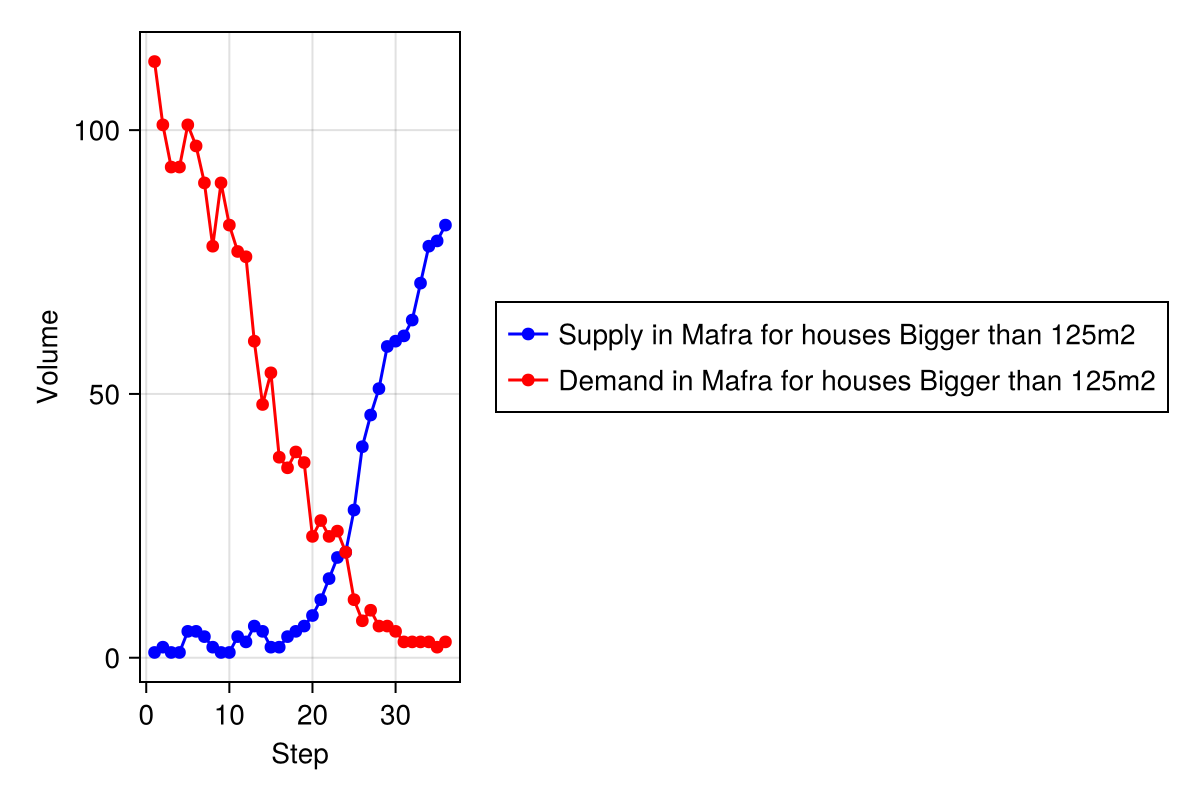 100
50
0
Volume
0 10 20 30
Step
Supply in Mafra for houses Bigger than 125m2
Demand in Mafra for houses Bigger than 125m2